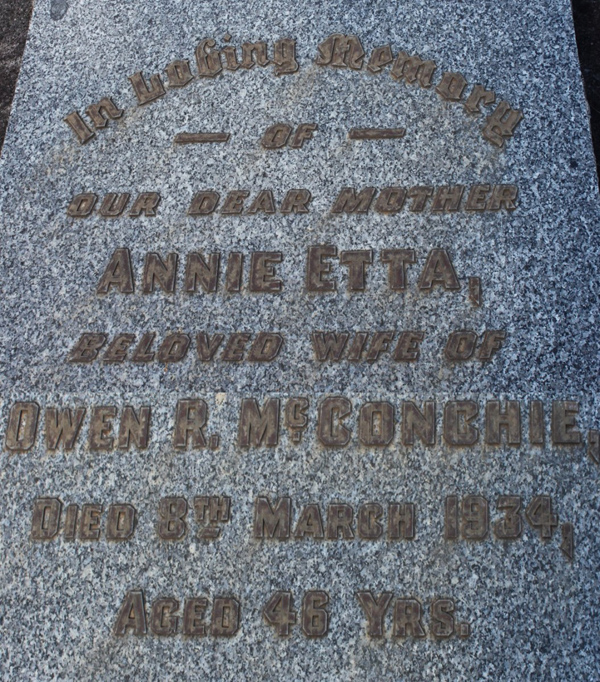 In Loving Memory
— OF —
OUR DEAR MOTHER
ANNIE ETTA,
BELOVED WIFE OF
OWEN R. McCONCHIE,
DIED 8TH MARCH 1934,
AGED 46 YRS.